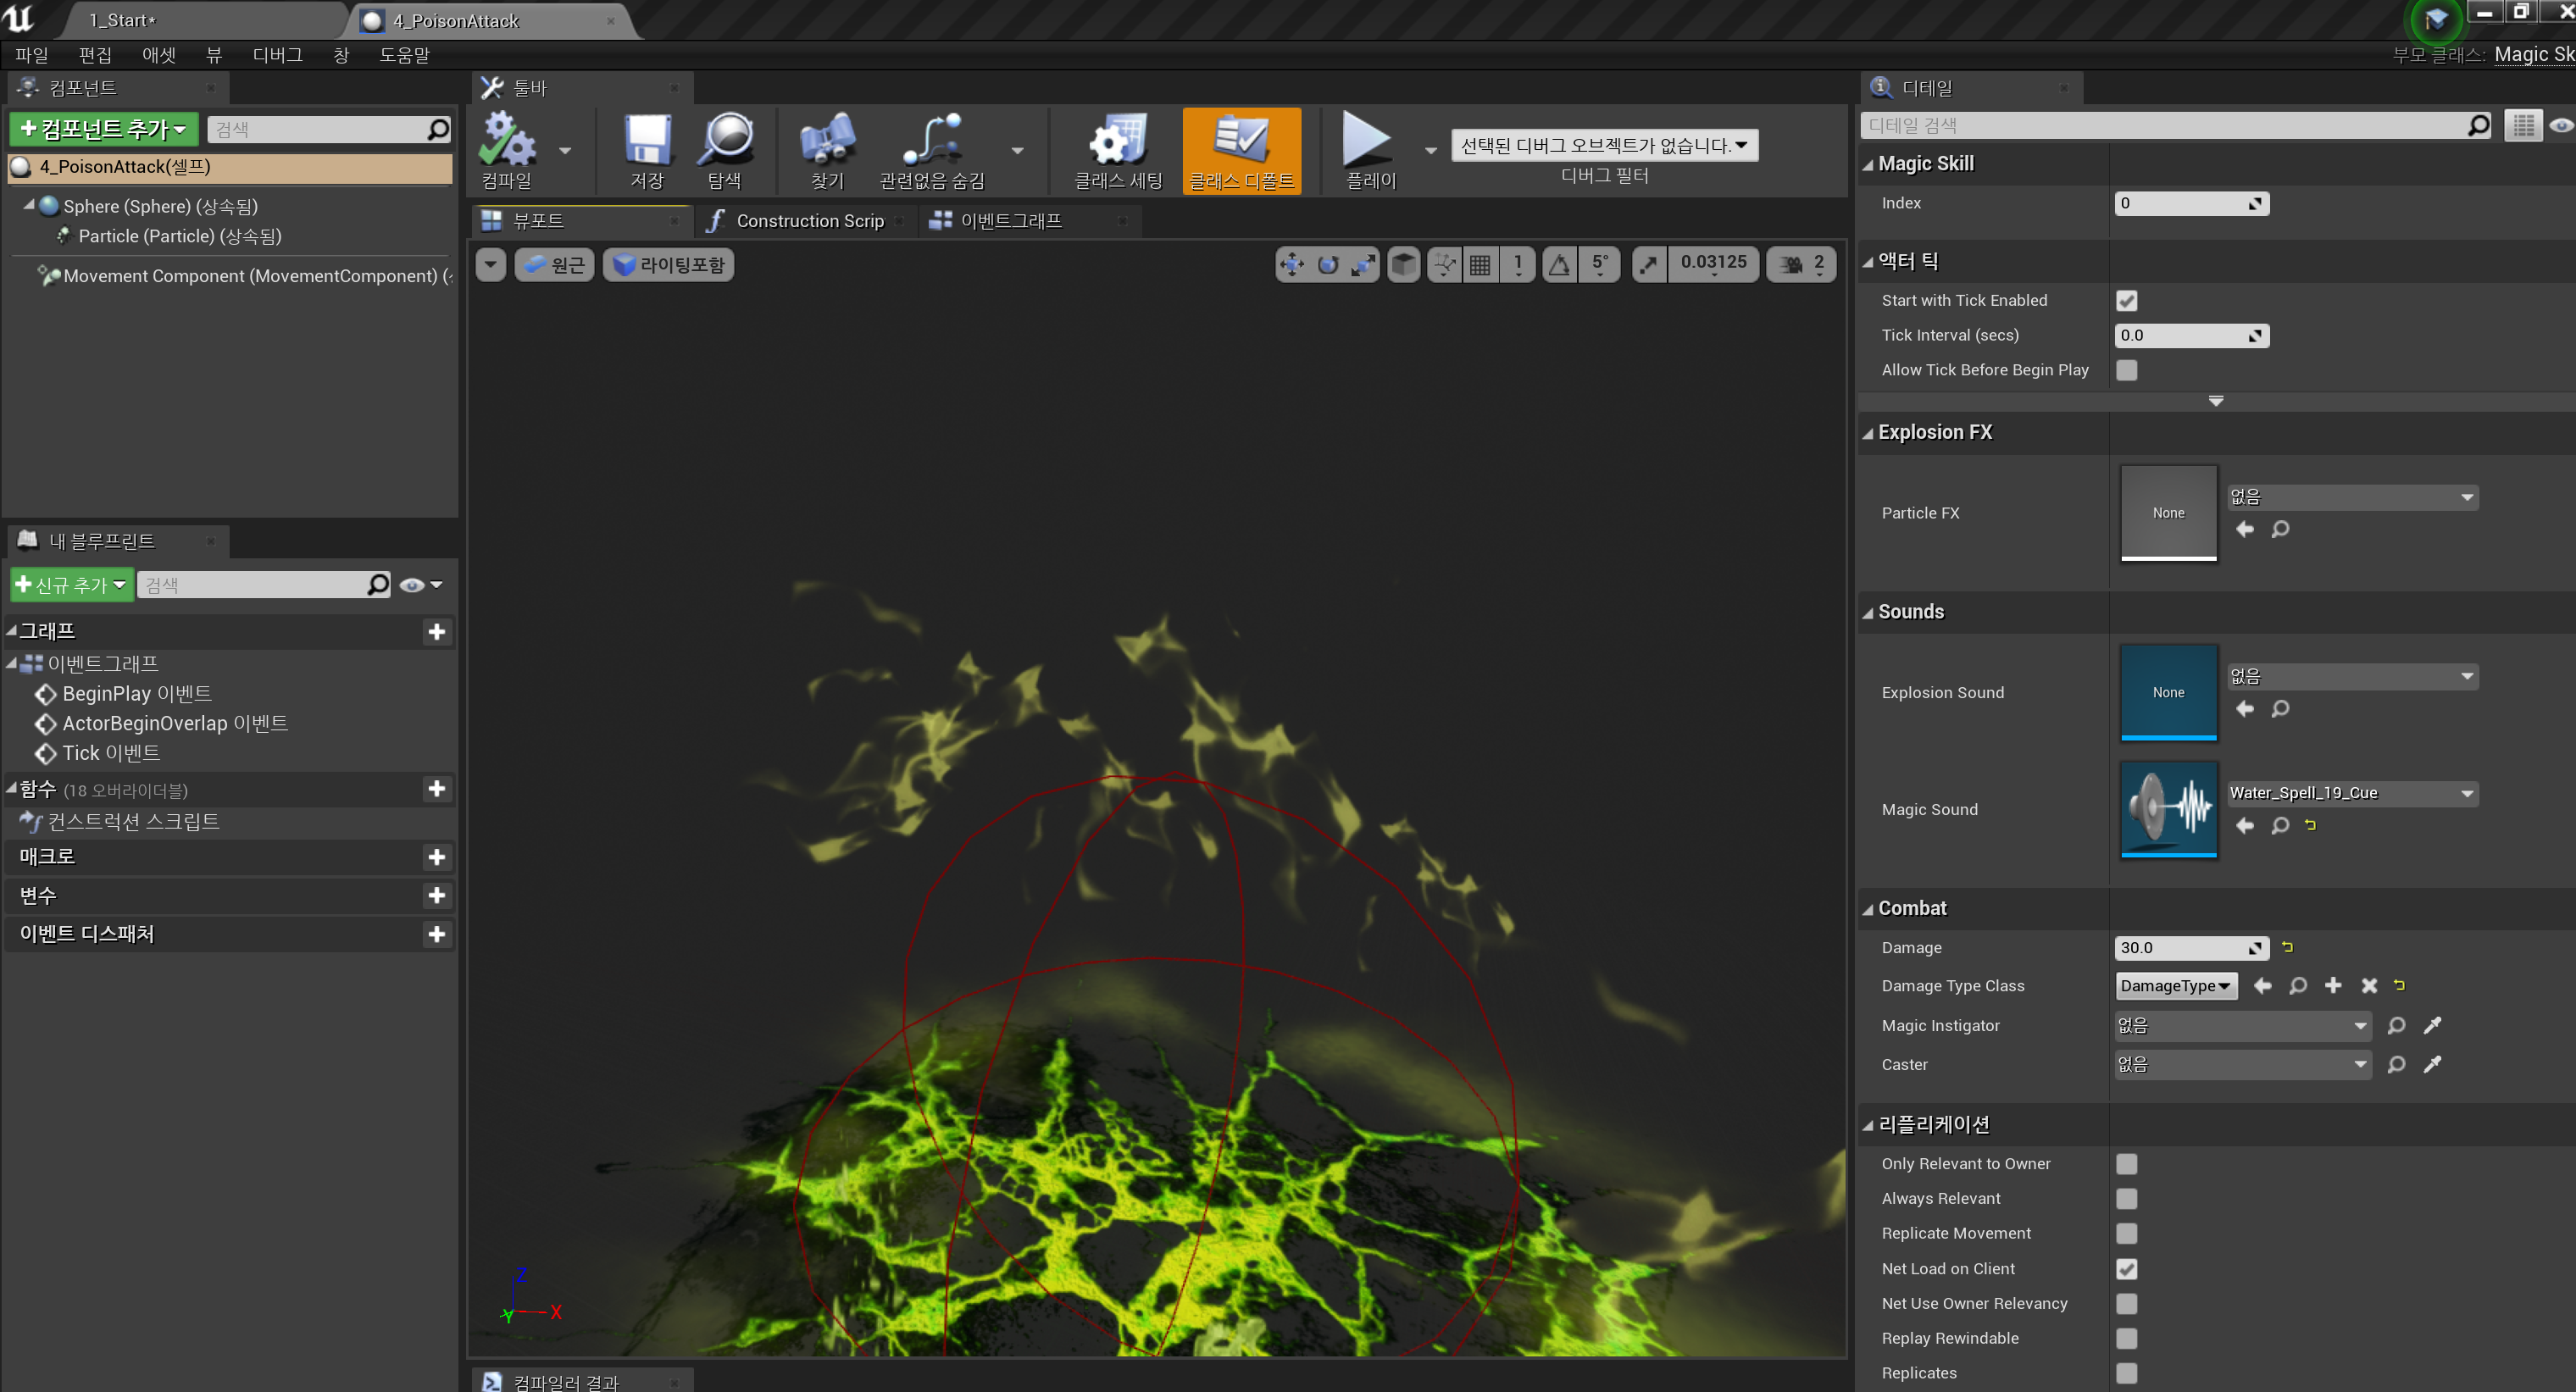 1_Start*
4_PoisonAttack
파일
편집
애셋
뷰
디버그
창
도움말
부모 클래스:
Magic Sk
컴포넌트
컴포넌트 추가
검색
4_PoisonAttack(셀프)
Sphere (Sphere) (상속됨)
Particle (Particle) (상속됨)
Movement Component (MovementComponent)
내 블루프린트
신규 추가
검색
그래프
이벤트그래프
BeginPlay 이벤트
ActorBeginOverlap 이벤트
Tick 이벤트
함수 (18 오버라이더블)
컨스트럭션 스크립트
매크로
변수
이벤트 디스패처
툴바
컴파일
저장
탐색
찾기
관련없음 숨김
클래스 세팅
클래스 디폴트
플레이
선택된 디버그 오브젝트가 없습니다.
디버그 필터
뷰포트
Construction Scrip
이벤트그래프
원근
라이팅포함
1
5°
0.03125
2
Z
Y
X
컴파일러 결과
디테일
디테일 검색
Magic Skill
Index
0
액터 틱
Start with Tick Enabled
Tick Interval (secs)
0.0
Allow Tick Before Begin Play
Explosion FX
Particle FX
None
없음
Sounds
Explosion Sound
None
없음
Magic Sound
Water_Spell_19_Cue
Combat
Damage
30.0
Damage Type Class
DamageType
Magic Instigator
없음
Caster
없음
리플리케이션
Only Relevant to Owner
Always Relevant
Replicate Movement
Net Load on Client
Net Use Owner Relevancy
Replay Rewindable
Replicates